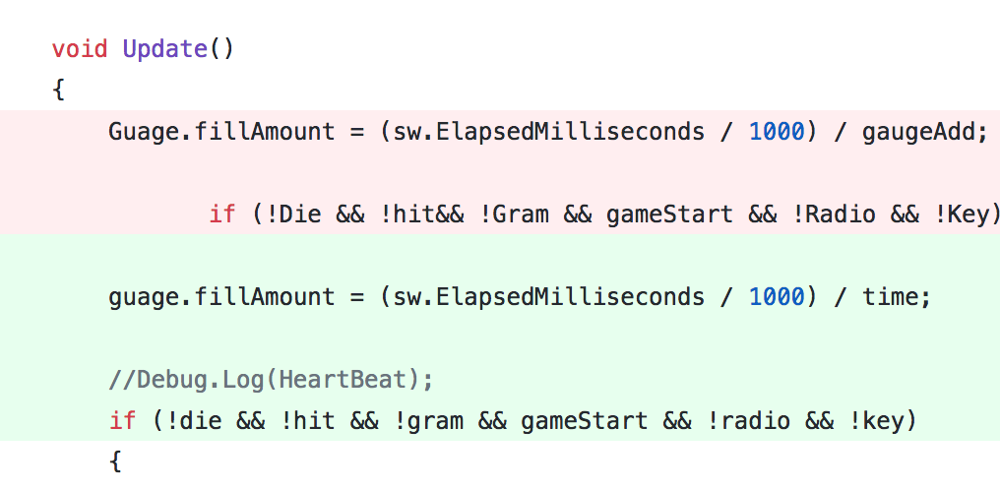 void Update()
{
Guage.fillAmount = (sw.ElapsedMilliseconds / 1000) / gaugeAdd;
if (!Die && !hit&& !Gram && gameStart && !Radio && !Key)
guage.fillAmount = (sw.ElapsedMilliseconds / 1000) / time;
//Debug.Log(HeartBeat);
if (!die && !hit && !gram && gameStart && !radio && !key)
{